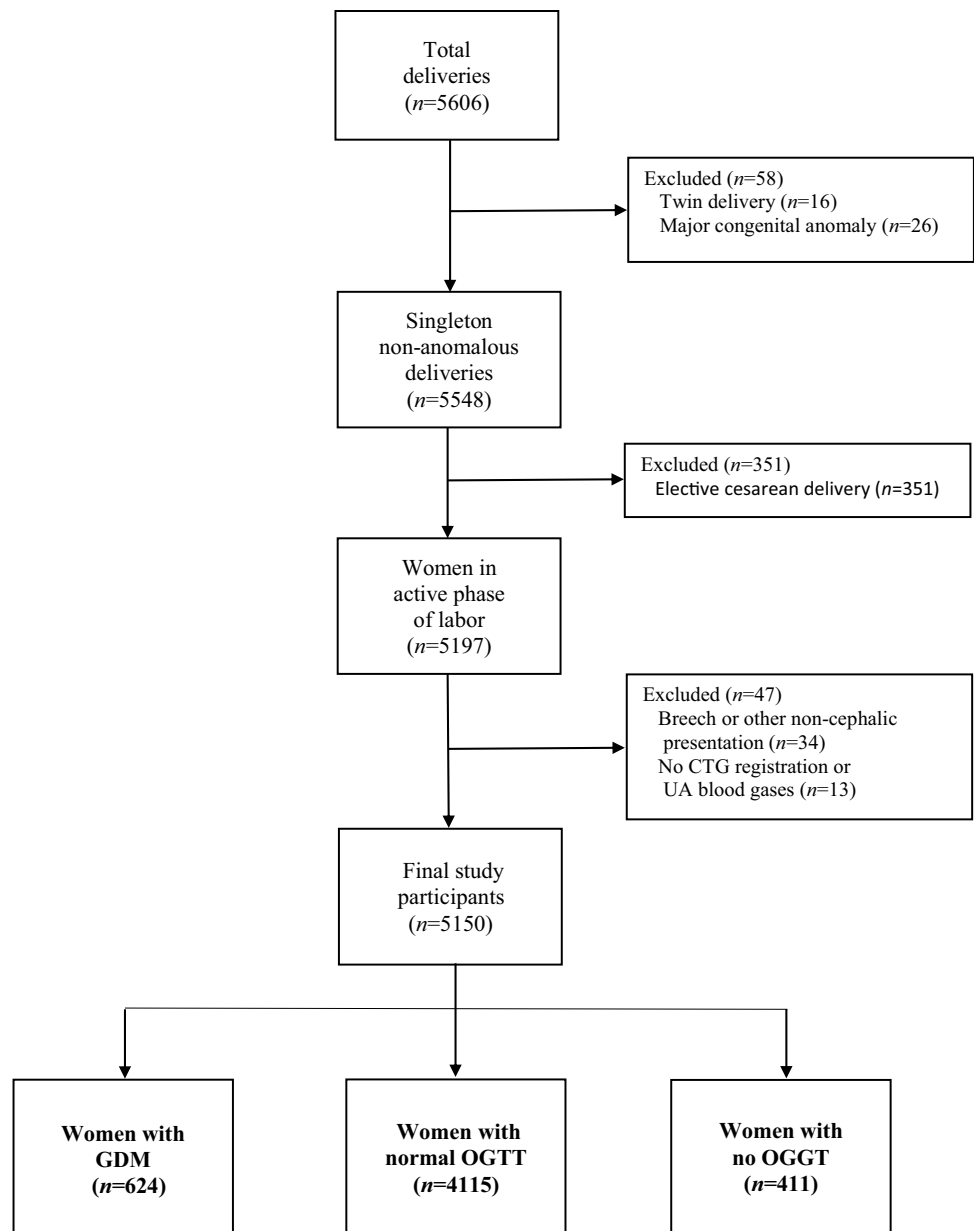 Total
deliveries
(n=5606)
Excluded (n=58)
Twin delivery (n=16)
Major congenital anomaly (n=26)
Singleton
non-anomalous
deliveries
(n=5548)
Excluded (n=351)
Elective cesarean delivery (n=351)
Women in
active phase
of labor
(n=5197)
Excluded (n=47)
Breech or other non-cephalic
presentation (n=34)
No CTG registration or
UA blood gases (n=13)
Final study
participants
(n=5150)
Women with
GDM
(n=624)
Women with
normal OGTT
(n=4115)
Women with
no OGGT
(n=411)